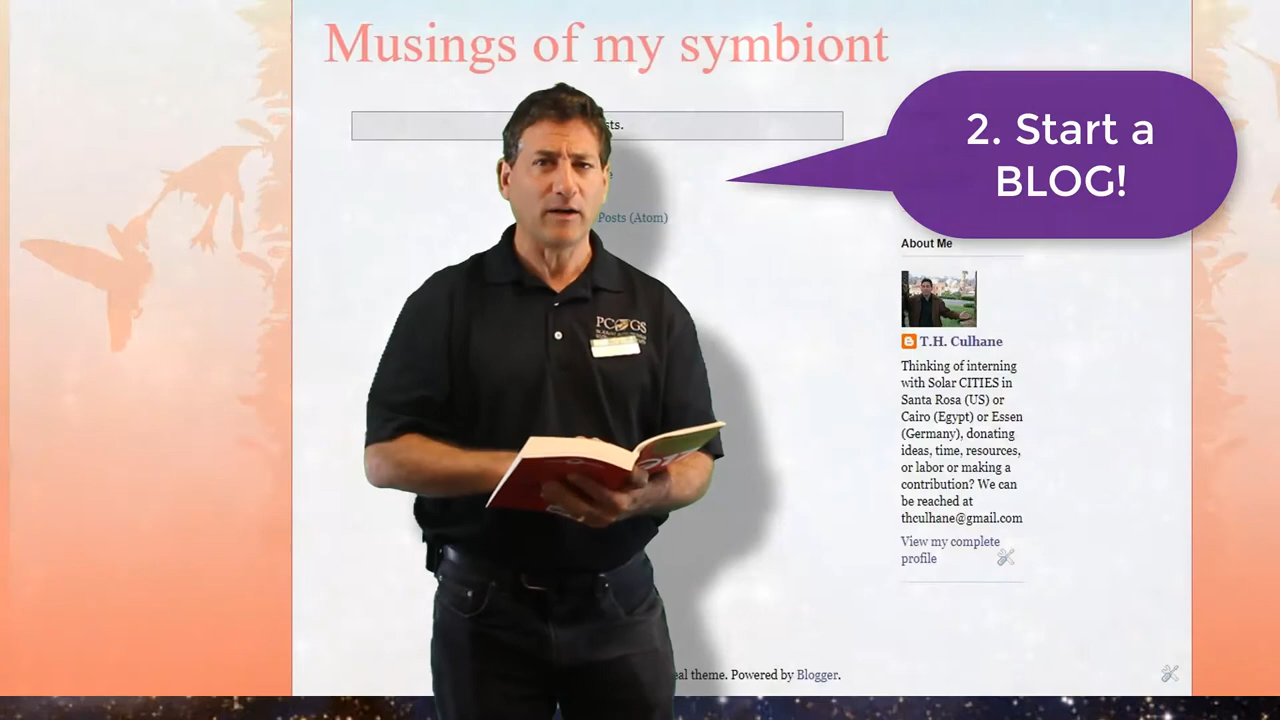 Musings of my symbiont
sts.
2. Start a
BLOG!
e
Posts (Atom)
About Me
T.H. Culhane
Thinking of interning
with Solar CITIES in
Santa Rosa (US) or
Cairo (Egypt) or Essen
(Germany), donating
ideas, time, resources,
or labor or making a
contribution? We can
be reached at
thculhane@gmail.com
View my complete
profile
PCGS
eal theme. Powered by Blogger.